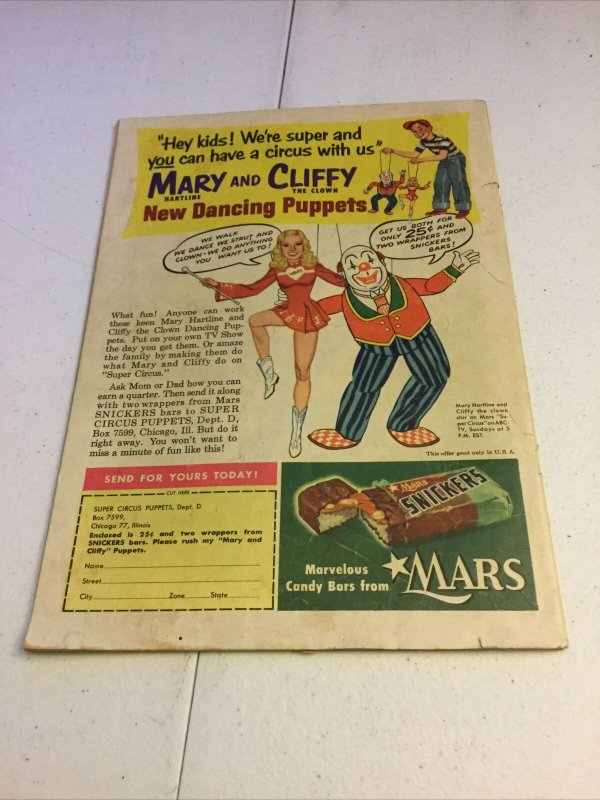 "Hey kids! We're super and
you can have a circus with us"
MARY AND CLIFFY
HARTLINE THE CLOWN
New Dancing Puppets
WE WALK
WE DANCE WE STRUT AND
CLOWN-WE DO ANYTHING
YOU WANT US TO!
GET US BOTH FOR
ONLY 25¢ AND
TWO WRAPPERS FROM
SNICKERS
BARS!
What fun! Anyone can work
these keen Mary Hartline and
Cliffy the Clown Dancing Pup-
pets. Put on your own TV Show
the day you get them. Or amaze
the family by making them do
what Mary and Cliffy do on
"Super Circus."
Ask Mom or Dad how you can
earn a quarter. Then send it along
with two wrappers from Mars
SNICKERS bars to SUPER
CIRCUS PUPPETS, Dept. D,
Box 7599, Chicago, Ill. But do it
right away. You won't want to
miss a minute of fun like this!
Mary Hartline and
Cliffy the clown
star on Mars "Su-
per Circus" on ABC-
TV, Sundays at 5
P.M. EST.
This offer good only in U.S.A.
SEND FOR YOURS TODAY!
CUT HERE
SUPER CIRCUS PUPPETS, Dept. D.
Box 7599,
Chicago 77, Illinois
Enclosed is 25¢ and two wrappers from
SNICKERS bars. Please rush my "Mary and
Cliffy" Puppets.
Name
Street
City Zone State
MARS
SNICKERS
Marvelous
Candy Bars from
MARS